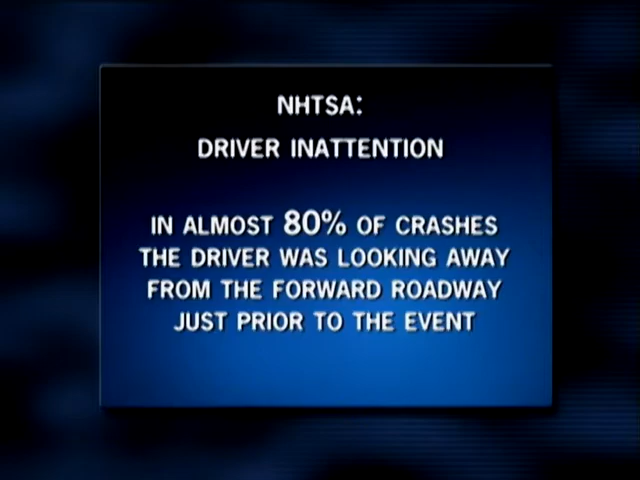 NHTSA:
DRIVER INATTENTION
IN ALMOST 80% OF CRASHES
THE DRIVER WAS LOOKING AWAY
FROM THE FORWARD ROADWAY
JUST PRIOR TO THE EVENT